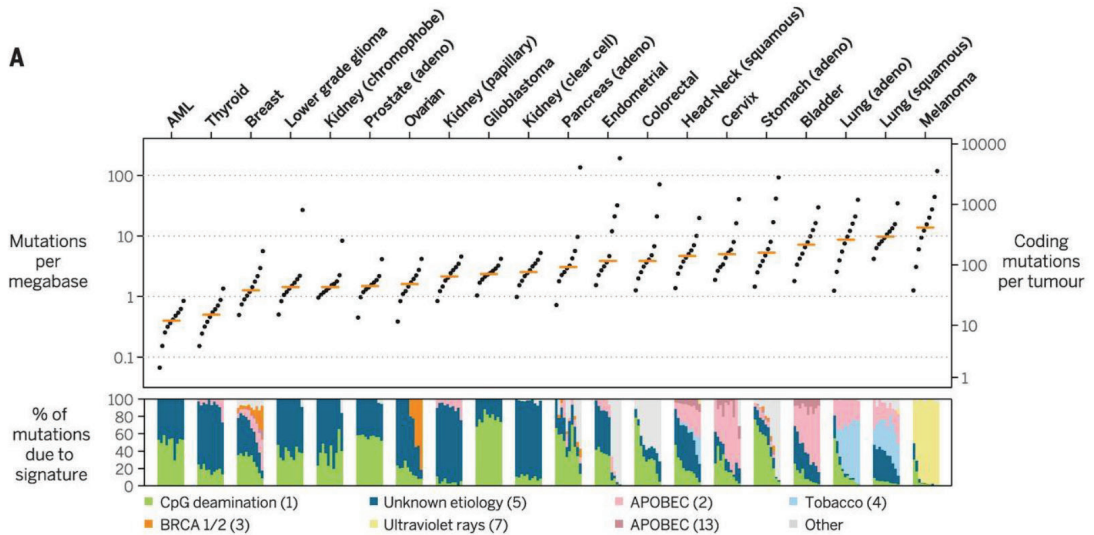 A
AML
Thyroid
Breast
Lower grade glioma
Kidney (chromophobe)
Prostate (adeno)
Ovarian
Kidney (papillary)
Glioblastoma
Kidney (clear cell)
Pancreas (adeno)
Endometrial
Colorectal
Head-Neck (squamous)
Cervix
Stomach (adeno)
Bladder
Lung (adeno)
Lung (squamous)
Melanoma
Mutations
per
megabase
100
10
1
0.1
10000
1000
100
10
1
Coding
mutations
per tumour
% of
mutations
due to
signature
100
80
60
40
20
0
CpG deamination (1)
Unknown etiology (5)
APOBEC (2)
Tobacco (4)
BRCA 1/2 (3)
Ultraviolet rays (7)
APOBEC (13)
Other